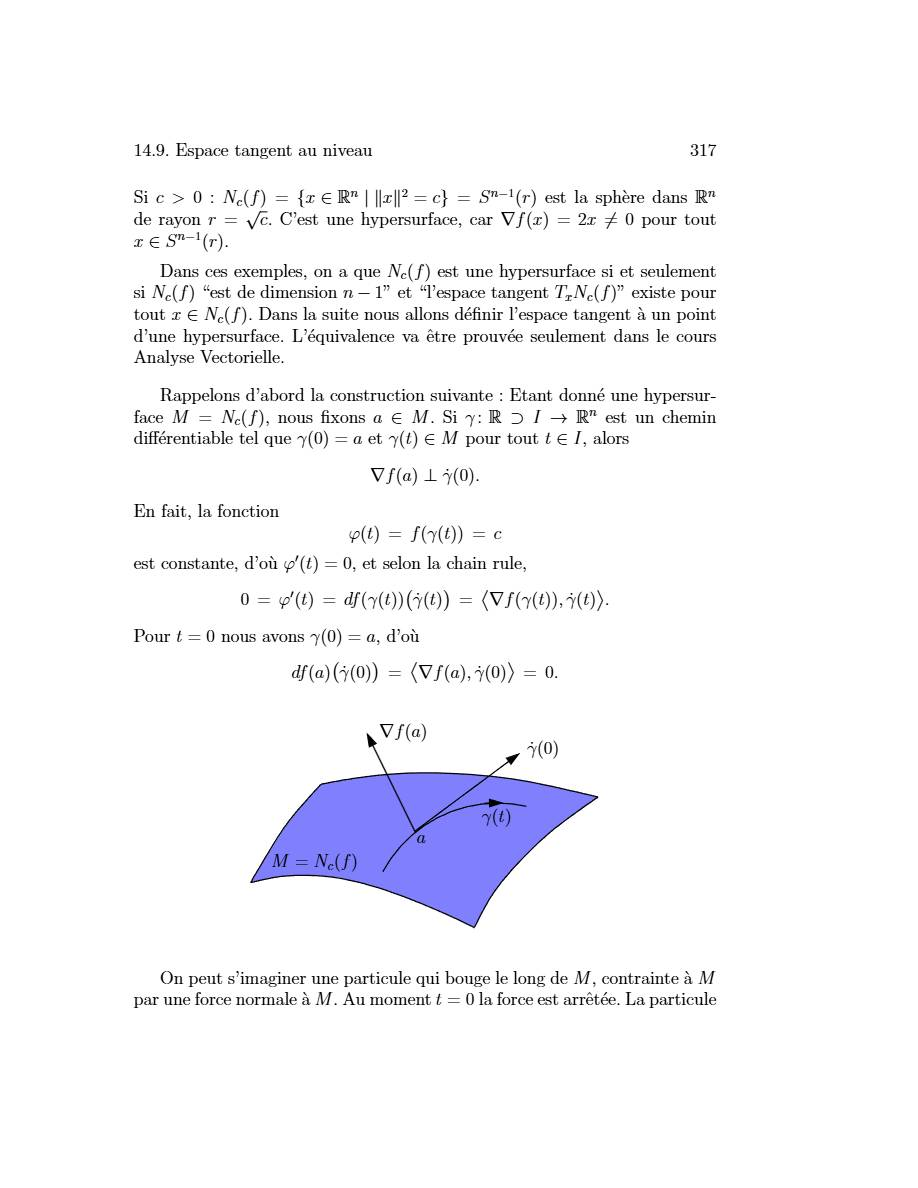 14.9. Espace tangent au niveau 317
Si c > 0 : N_c(f) = {x ∈ ℝⁿ | ‖x‖² = c} = Sⁿ⁻¹(r) est la sphère dans ℝⁿ
de rayon r = √c. C'est une hypersurface, car ∇f(x) = 2x ≠ 0 pour tout
x ∈ Sⁿ⁻¹(r).
Dans ces exemples, on a que N_c(f) est une hypersurface si et seulement
si N_c(f) “est de dimension n − 1” et “l'espace tangent T_xN_c(f)” existe pour
tout x ∈ N_c(f). Dans la suite nous allons définir l'espace tangent à un point
d'une hypersurface. L'équivalence va être prouvée seulement dans le cours
Analyse Vectorielle.
Rappelons d'abord la construction suivante : Etant donné une hypersur-
face M = N_c(f), nous fixons a ∈ M. Si γ: ℝ ⊃ I → ℝⁿ est un chemin
différentiable tel que γ(0) = a et γ(t) ∈ M pour tout t ∈ I, alors
∇f(a) ⊥ γ̇(0).
En fait, la fonction
φ(t) = f(γ(t)) = c
est constante, d'où φ′(t) = 0, et selon la chain rule,
0 = φ′(t) = df(γ(t))(γ̇(t)) = ⟨∇f(γ(t)), γ̇(t)⟩.
Pour t = 0 nous avons γ(0) = a, d'où
df(a)(γ̇(0)) = ⟨∇f(a), γ̇(0)⟩ = 0.
∇f(a)
γ̇(0)
γ(t)
a
M = N_c(f)
On peut s'imaginer une particule qui bouge le long de M, contrainte à M
par une force normale à M. Au moment t = 0 la force est arrêtée. La particule